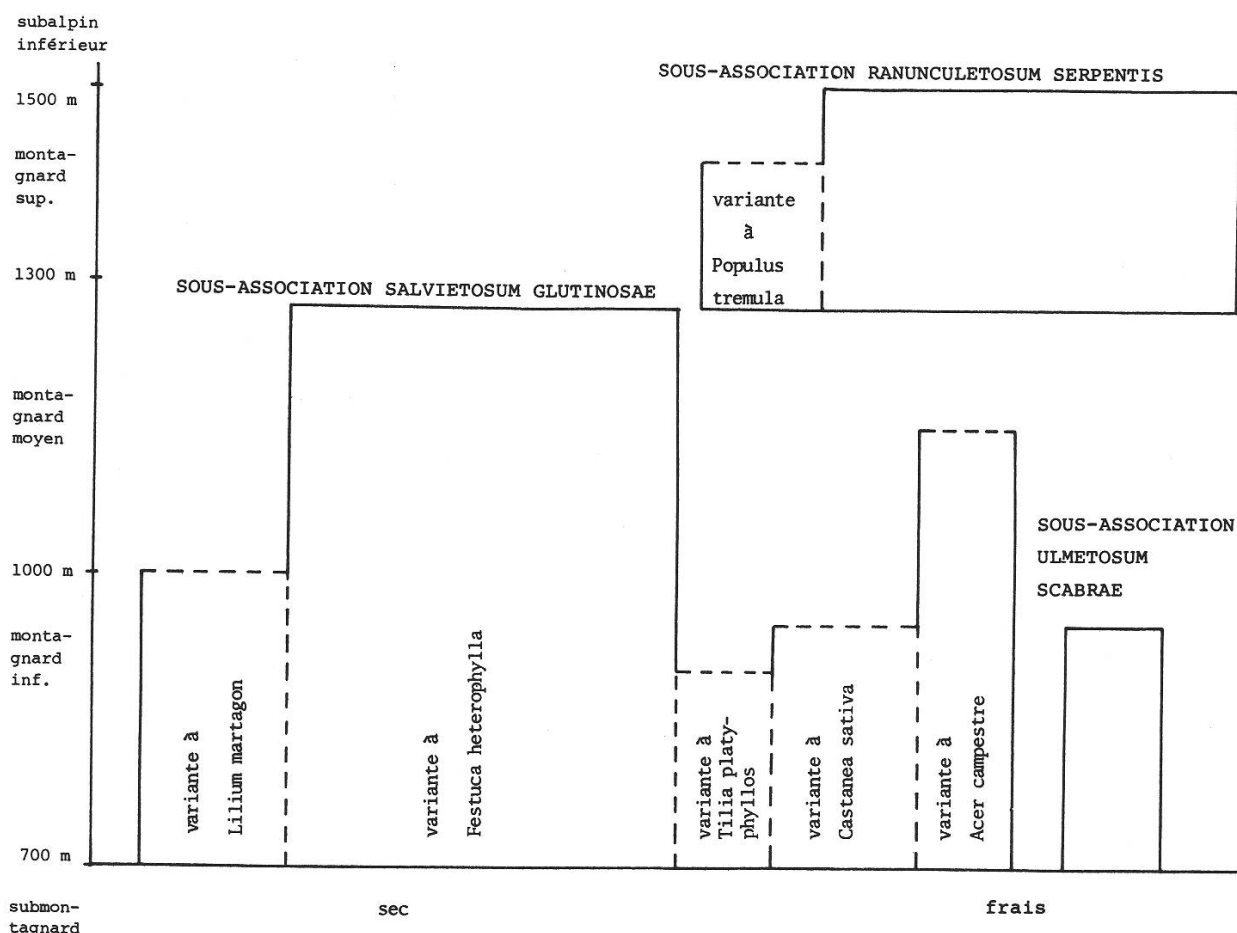 subalpin
inférieur
SOUS-ASSOCIATION RANUNCULETOSUM SERPENTIS
1500 m
monta-
gnard
sup.
variante
à
Populus
tremula
1300 m
SOUS-ASSOCIATION SALVIETOSUM GLUTINOSAE
monta-
gnard
moyen
SOUS-ASSOCIATION
ULMETOSUM
SCABRAE
1000 m
monta-
gnard
inf.
variante à
Lilium martagon
variante à
Festuca heterophylla
variante à
Tilia platy-
phyllos
variante à
Castanea sativa
variante à
Acer campestre
700 m
submon-
tagnard
sec
frais